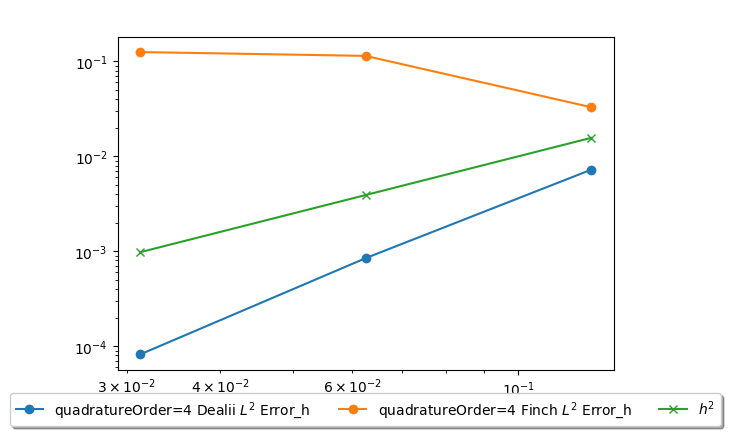 10⁻¹
10⁻²
10⁻³
10⁻⁴
3 × 10⁻² 4 × 10⁻² 6 × 10⁻² 10⁻¹
quadratureOrder=4 Dealii L² Error_h quadratureOrder=4 Finch L² Error_h h²